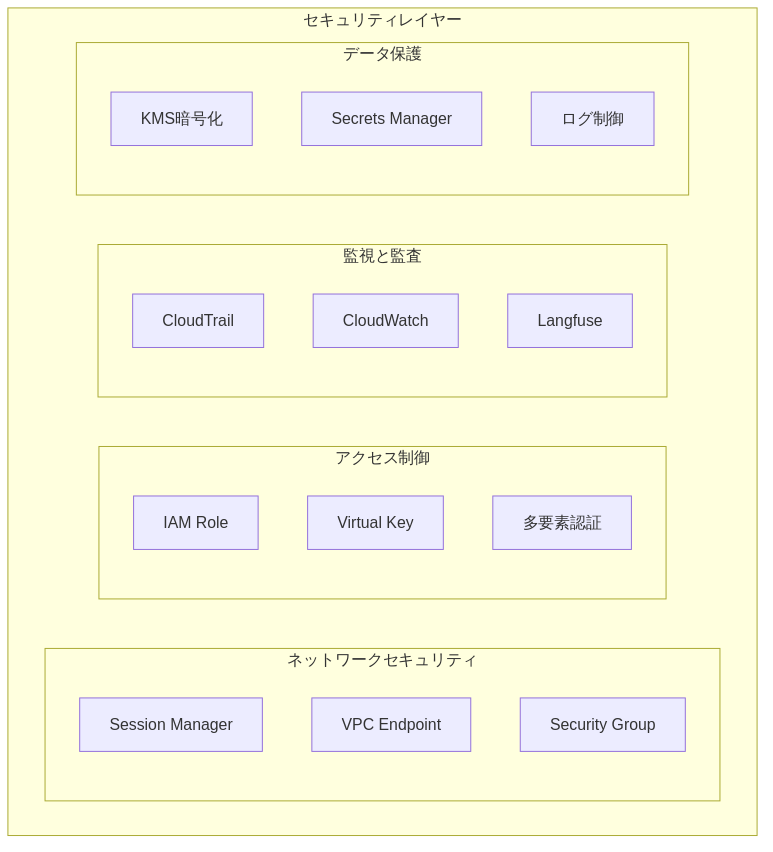 セキュリティレイヤー
データ保護
KMS暗号化
Secrets Manager
ログ制御
監視と監査
CloudTrail
CloudWatch
Langfuse
アクセス制御
IAM Role
Virtual Key
多要素認証
ネットワークセキュリティ
Session Manager
VPC Endpoint
Security Group